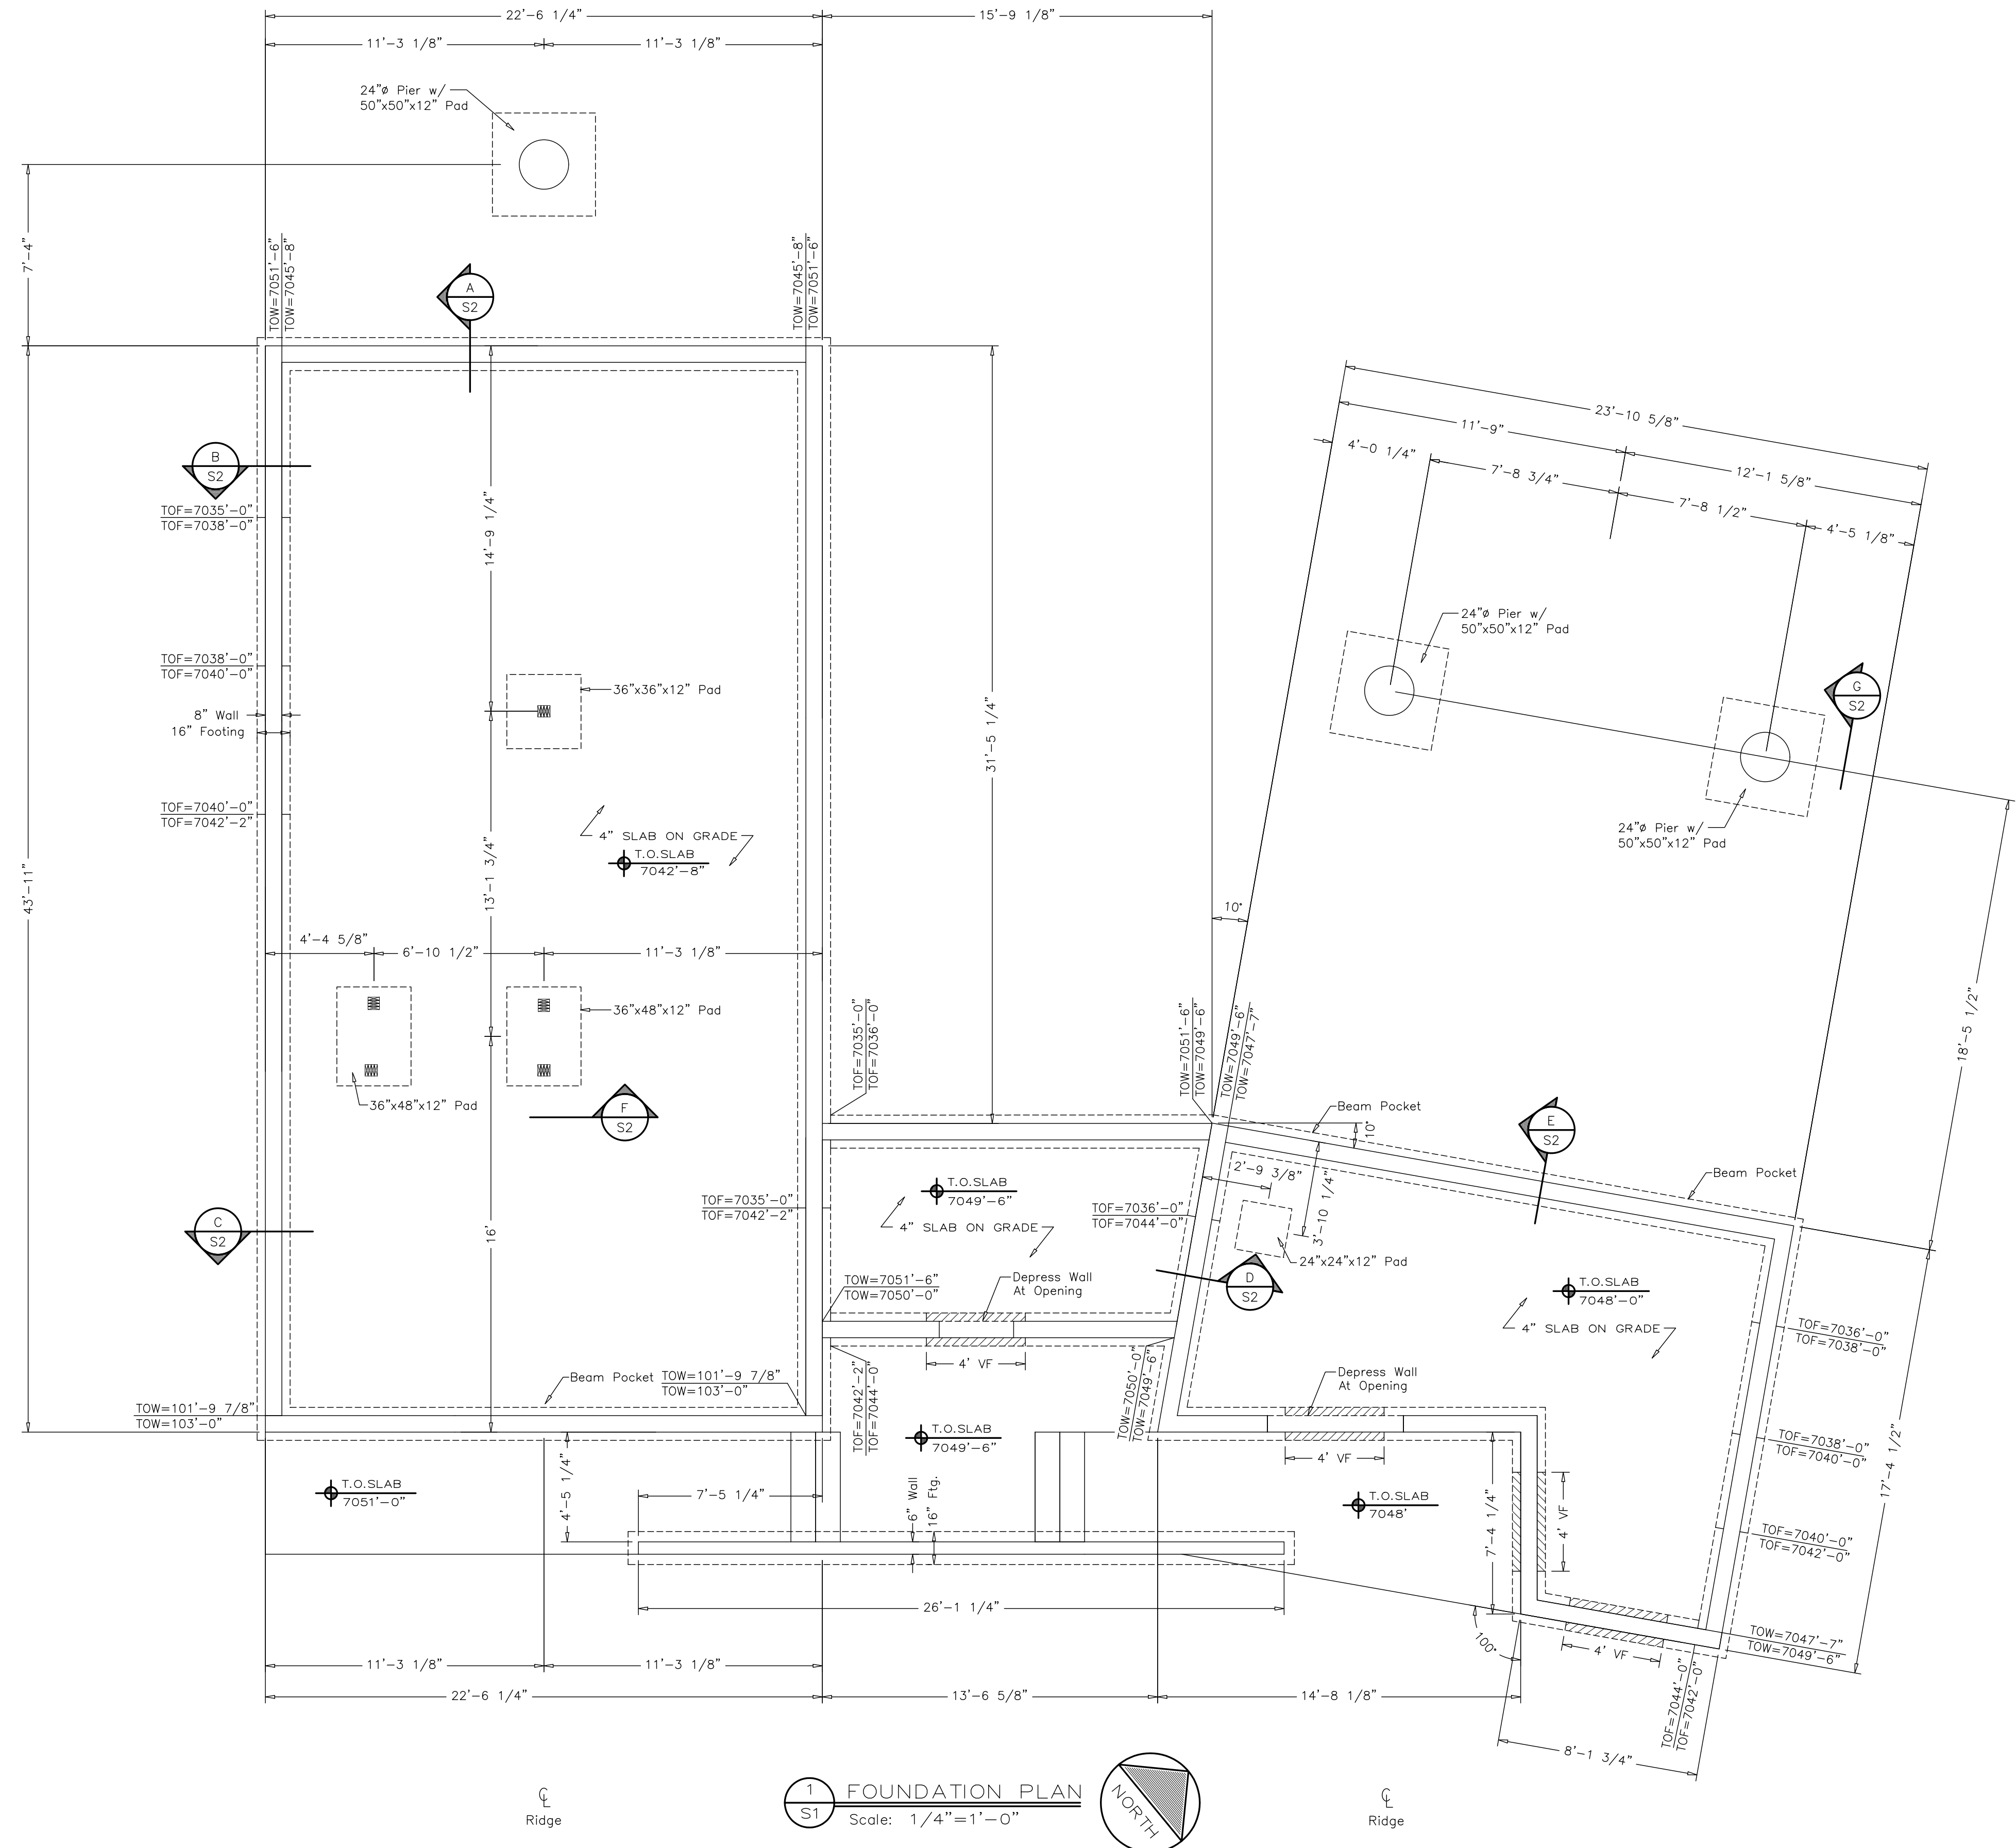 22'-6 1/4"
15'-9 1/8"
11'-3 1/8"
11'-3 1/8"
24"ø Pier w/
50"x50"x12" Pad
7'-4"
TOW=7051'-6"
TOW=7045'-8"
TOW=7045'-8"
TOW=7051'-6"
A
S2
B
S2
TOF=7035'-0"
TOF=7038'-0"
14'-9 1/4"
23'-10 5/8"
11'-9"
12'-1 5/8"
4'-0 1/4"
7'-8 3/4"
7'-8 1/2"
4'-5 1/8"
24"ø Pier w/
50"x50"x12" Pad
G
S2
24"ø Pier w/
50"x50"x12" Pad
TOF=7038'-0"
TOF=7040'-0"
36"x36"x12" Pad
8" Wall
16" Footing
31'-5 1/4"
TOF=7040'-0"
TOF=7042'-2"
4" SLAB ON GRADE
T.O.SLAB
7042'-8"
43'-11"
13'-1 3/4"
10°
4'-4 5/8"
6'-10 1/2"
11'-3 1/8"
36"x48"x12" Pad
36"x48"x12" Pad
TOF=7035'-0"
TOF=7036'-0"
TOW=7051'-6"
TOW=7049'-6"
TOW=7049'-6"
TOW=7047'-7"
18'-5 1/2"
F
S2
Beam Pocket
10°
E
S2
Beam Pocket
2'-9 3/8"
3'-10 1/4"
T.O.SLAB
7049'-6"
4" SLAB ON GRADE
TOF=7035'-0"
TOF=7042'-2"
TOF=7036'-0"
TOF=7044'-0"
C
S2
16'
24"x24"x12" Pad
D
S2
TOW=7051'-6"
TOW=7050'-0"
Depress Wall
At Opening
T.O.SLAB
7048'-0"
4" SLAB ON GRADE
TOF=7036'-0"
TOF=7038'-0"
4' VF
Beam Pocket
TOW=101'-9 7/8"
TOW=103'-0"
TOW=101'-9 7/8"
TOW=103'-0"
TOF=7042'-2"
TOF=7044'-0"
TOW=7050'-0"
TOW=7049'-6"
Depress Wall
At Opening
T.O.SLAB
7049'-6"
4' VF
TOF=7038'-0"
TOF=7040'-0"
17'-4 1/2"
T.O.SLAB
7051'-0"
4'-5 1/4"
7'-5 1/4"
6" Wall
16" Ftg.
T.O.SLAB
7048'
7'-4 1/4"
4' VF
TOF=7040'-0"
TOF=7042'-0"
26'-1 1/4"
100°
4' VF
TOW=7047'-7"
TOW=7049'-6"
TOF=7044'-0"
TOF=7042'-0"
11'-3 1/8"
11'-3 1/8"
22'-6 1/4"
13'-6 5/8"
14'-8 1/8"
8'-1 3/4"
℄
Ridge
1
S1
FOUNDATION PLAN
Scale: 1/4"=1'-0"
NORTH
℄
Ridge